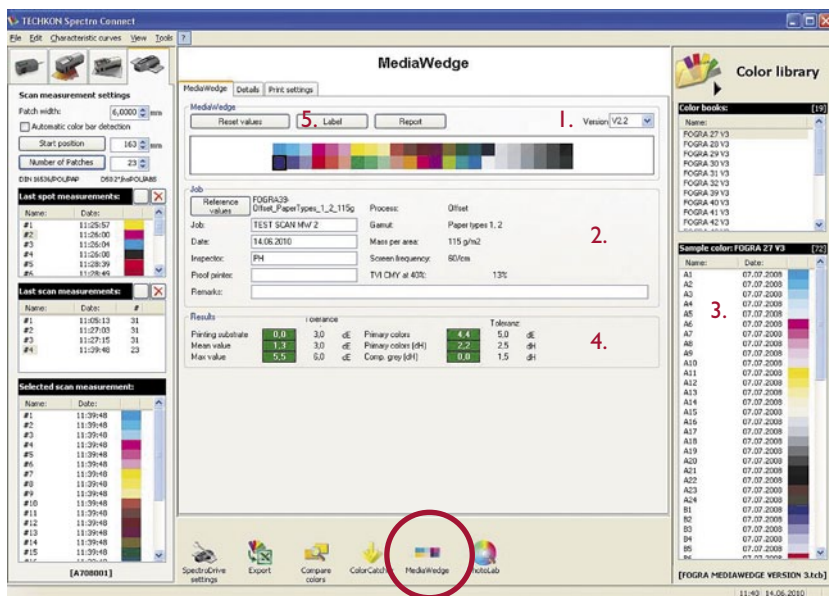 TECHKON Spectro Connect
File Edit Characteristic curves View Tools ?
Scan measurement settings
Patch width: 6,0000 mm
Automatic color bar detection
Start position 163 mm
Number of Patches 23
Last spot measurements:
Name: Date:
#1 11:25:57
#2 11:26:00
#3 11:26:04
#4 11:26:00
#5 11:28:39
#6 11:28:49
Last scan measurements:
Name: Date: #
#1 11:05:13 31
#2 11:27:03 31
#3 11:27:15 31
#4 11:39:48 23
Selected scan measurement:
Name: Date:
#1 11:39:48
#2 11:39:48
#3 11:39:48
#4 11:39:48
#5 11:39:48
#6 11:39:48
#7 11:39:48
#8 11:39:48
#9 11:39:48
#10 11:39:48
#11 11:39:48
#12 11:39:48
#13 11:39:48
#14 11:39:48
#15 11:39:48
[A708001]
MediaWedge
MediaWedge Details Print settings
MediaWedge
Reset values 5. Label Report 1. Version V2.2
Job
Reference values FOGRA39-Offset_PaperTypes_1_2_115g Process: Offset
Job: TEST SCAN MW 2 Gamut: Paper types 1, 2
Date: 14.06.2010 Mass per area: 115 g/m2
2.
Inspector: PH Screen frequency: 60/cm
Proof printer: TVI CMY at 40%: 13%
Remarks:
Results
Tolerance Toleranz
Printing substrate 0,0 3,0 dE Primary colors 4,4 5,0 dE
Mean value 1,3 3,0 dE Primary colors (dH) 2,2 2,5 dH
Max value 5,5 6,0 dE Comp. grey (dH) 0,0 1,5 dH
4.
SpectroDrive settings Export Compare colors ColorCatcher MediaWedge PhotoLab
Color library
Color books: [19]
Name:
FOGRA 27 V3
FOGRA 28 V3
FOGRA 29 V3
FOGRA 30 V3
FOGRA 31 V3
FOGRA 32 V3
FOGRA 39 V3
FOGRA 40 V3
FOGRA 41 V3
FOGRA 42 V3
Sample color: FOGRA 27 V3 [72]
Name: Date:
A1 07.07.2008
A2 07.07.2008
A3 07.07.2008
A4 07.07.2008
3.
A5 07.07.2008
A6 07.07.2008
A7 07.07.2008
A8 07.07.2008
A9 07.07.2008
A10 07.07.2008
A11 07.07.2008
A12 07.07.2008
A13 07.07.2008
A14 07.07.2008
A15 07.07.2008
A16 07.07.2008
A17 07.07.2008
A18 07.07.2008
A19 07.07.2008
A20 07.07.2008
A21 07.07.2008
A22 07.07.2008
A23 07.07.2008
A24 07.07.2008
B1 07.07.2008
B2 07.07.2008
B3 07.07.2008
B4 07.07.2008
B5 07.07.2008
[FOGRA MEDIAWEDGE VERSION 3.tcb]
11:40 14.06.2010